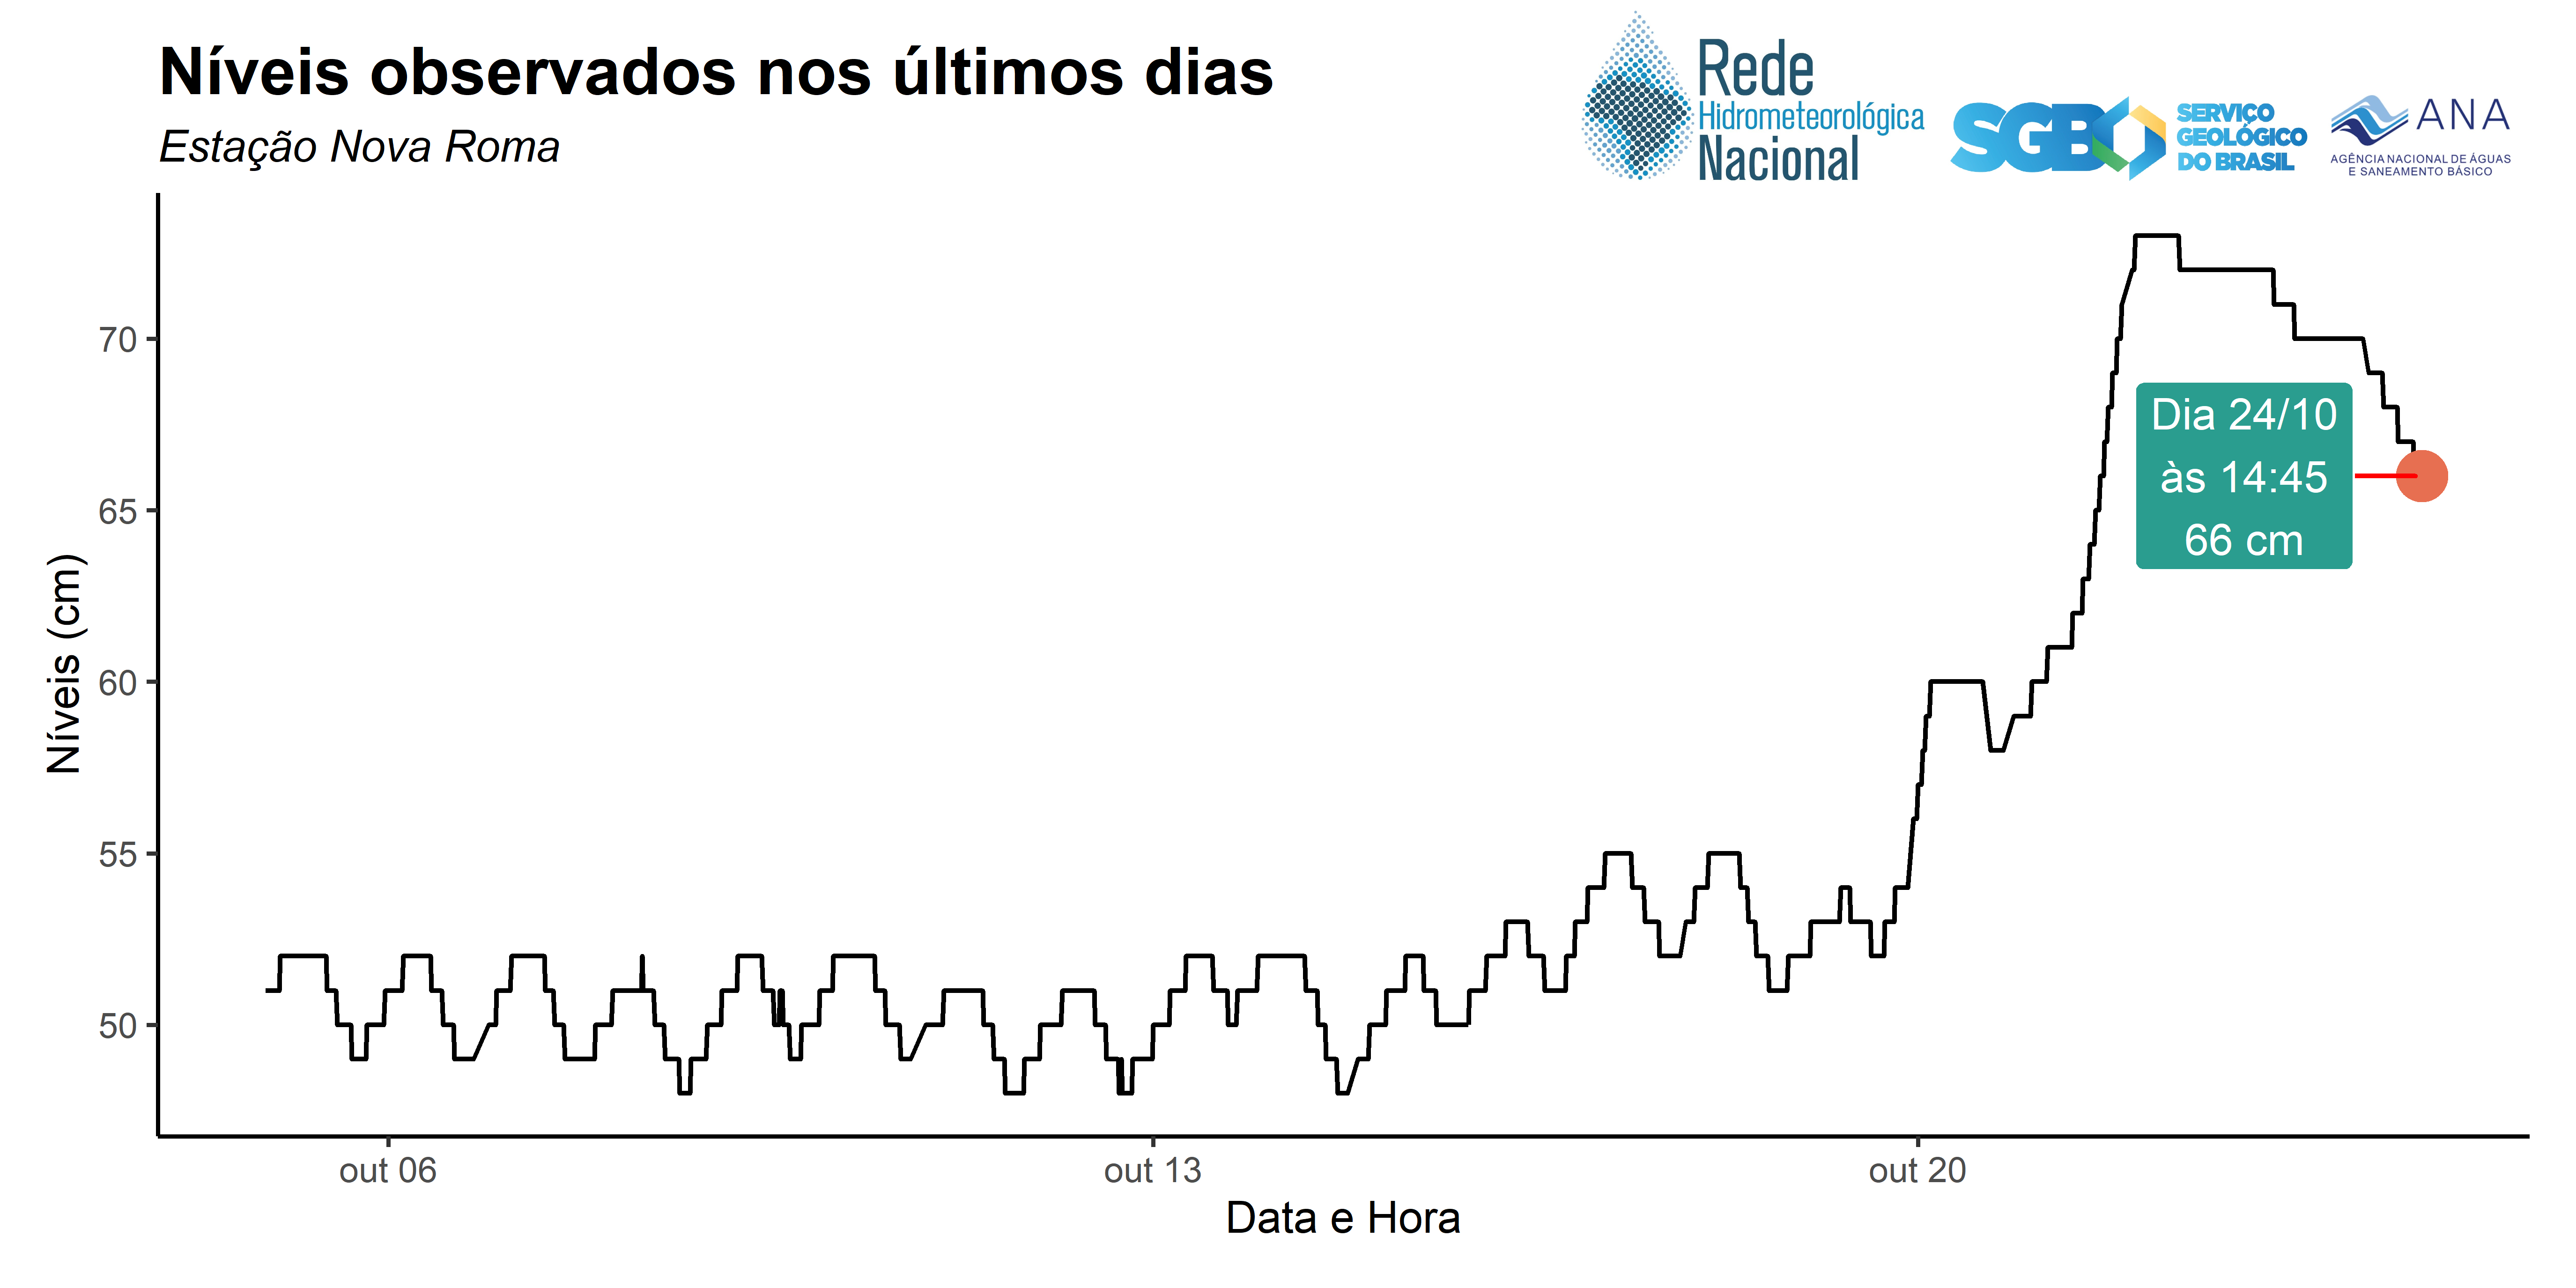 Níveis observados nos últimos dias
Estação Nova Roma
Rede
Hidrometeorológica
Nacional
SGB
SERVIÇO
GEOLÓGICO
DO BRASIL
ANA
AGÊNCIA NACIONAL DE ÁGUAS
E SANEAMENTO BÁSICO
Níveis (cm)
70
65
60
55
50
Dia 24/10
às 14:45
66 cm
out 06
out 13
out 20
Data e Hora